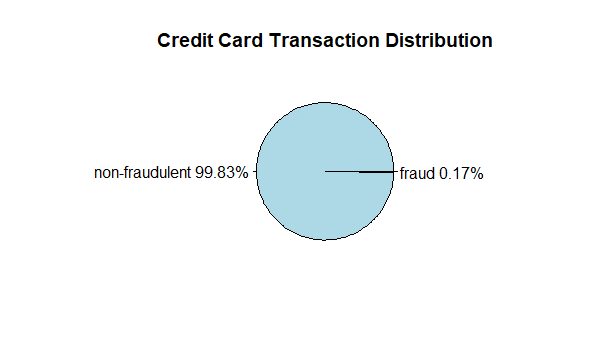 Credit Card Transaction Distribution
non-fraudulent 99.83%
fraud 0.17%